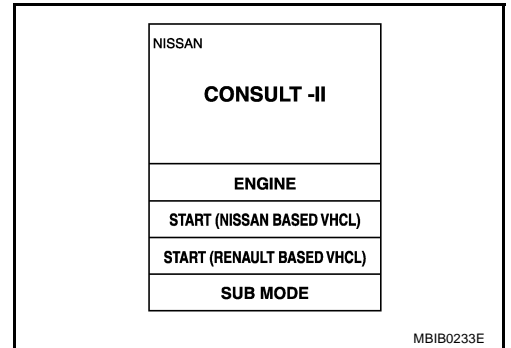 NISSAN
CONSULT -II
ENGINE
START (NISSAN BASED VHCL)
START (RENAULT BASED VHCL)
SUB MODE
MBIB0233E